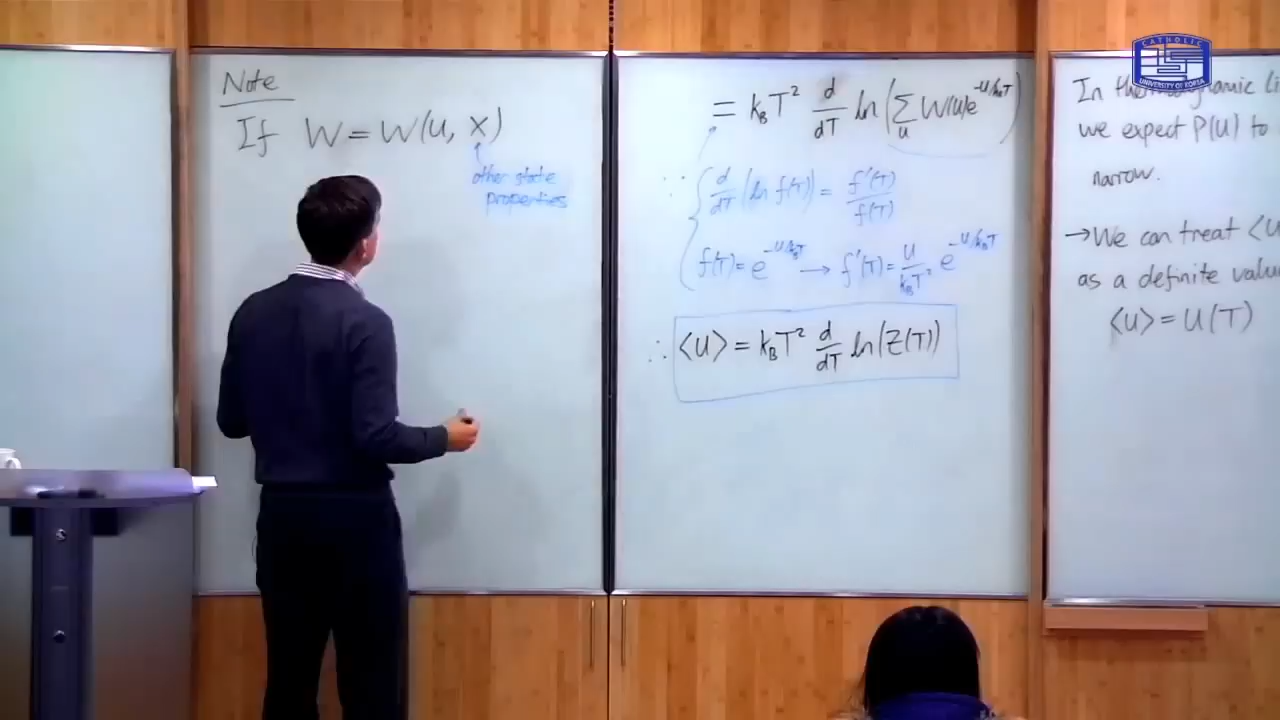 Note
If W = W(U, X)
other state
properties
= k_B T² d/dT ln(∑_U W(U)e^{-U/k_BT})
∵ { d/dT (ln f(T)) = f'(T)/f(T)
f(T) = e^{-U/k_BT} → f'(T) = U/k_BT² e^{-U/k_BT}
∴ ⟨U⟩ = k_B T² d/dT ln(Z(T))
CATHOLIC
UNIVERSITY OF KOREA
In thermodynamic li
we expect P(U) to
narrow.
→ We can treat ⟨U
as a definite valu
⟨U⟩ = U(T)